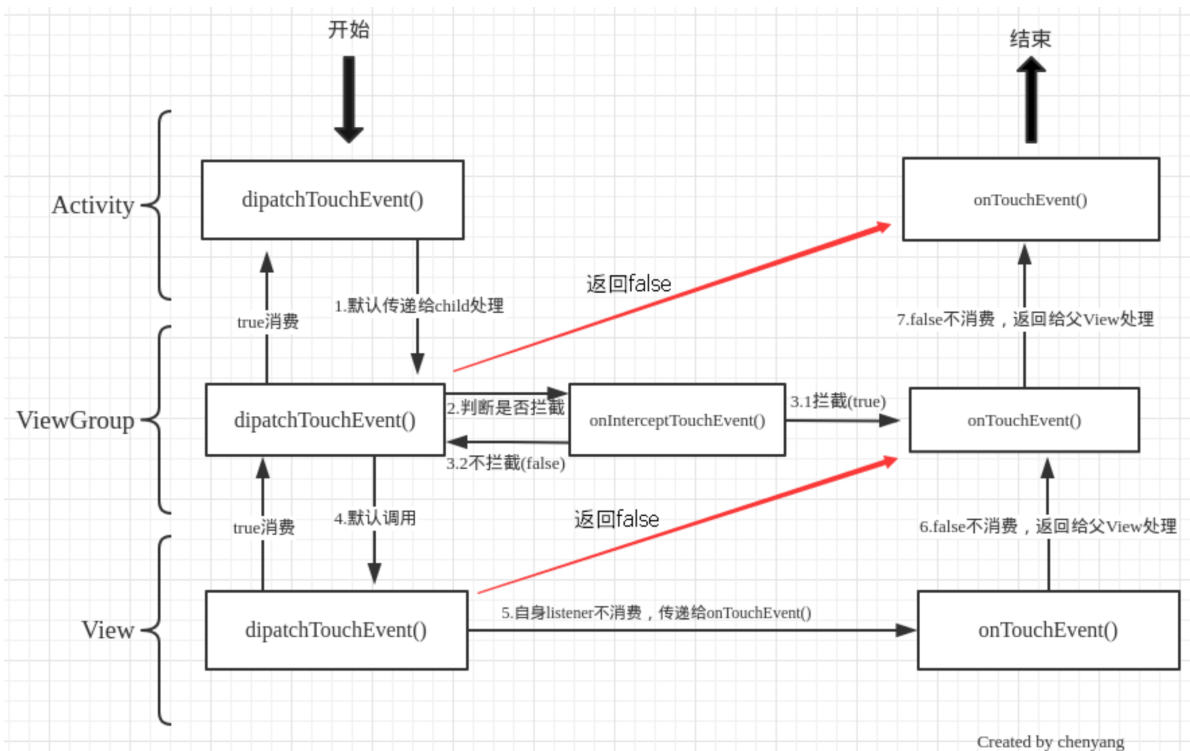 开始
结束
Activity
dipatchTouchEvent()
onTouchEvent()
返回false
1.默认传递给child处理
true消费
7.false不消费，返回给父View处理
ViewGroup
dipatchTouchEvent()
2.判断是否拦截
onInterceptTouchEvent()
3.1拦截(true)
onTouchEvent()
3.2不拦截(false)
true消费
4.默认调用
返回false
6.false不消费，返回给父View处理
View
dipatchTouchEvent()
5.自身listener不消费，传递给onTouchEvent()
onTouchEvent()
Created by chenyang